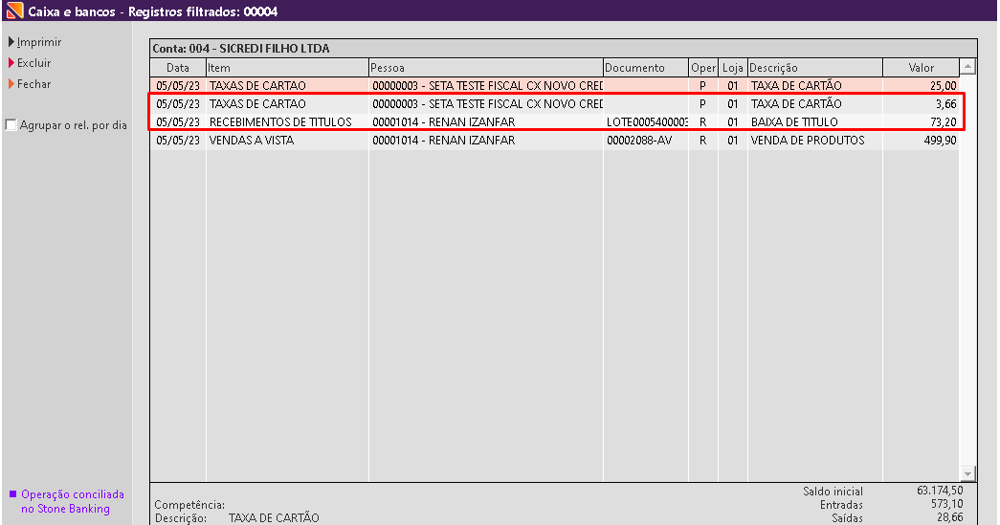 Caixa e bancos - Registros filtrados: 00004
Imprimir
Excluir
Fechar
Agrupar o rel. por dia
Conta: 004 - SICREDI FILHO LTDA
Data Item Pessoa Documento Oper Loja Descrição Valor
05/05/23 TAXAS DE CARTAO 00000003 - SETA TESTE FISCAL CX NOVO CRED P 01 TAXA DE CARTÃO 25,00
05/05/23 TAXAS DE CARTAO 00000003 - SETA TESTE FISCAL CX NOVO CRED P 01 TAXA DE CARTÃO 3,66
05/05/23 RECEBIMENTOS DE TITULOS 00001014 - RENAN IZANFAR LOTE0005400003 R 01 BAIXA DE TITULO 73,20
05/05/23 VENDAS A VISTA 00001014 - RENAN IZANFAR 00002088-AV R 01 VENDA DE PRODUTOS 499,90
Operação conciliada
no Stone Banking
Saldo inicial 63.174,50
Competência: Entradas 573,10
Descrição: TAXA DE CARTÃO Saídas 28,66